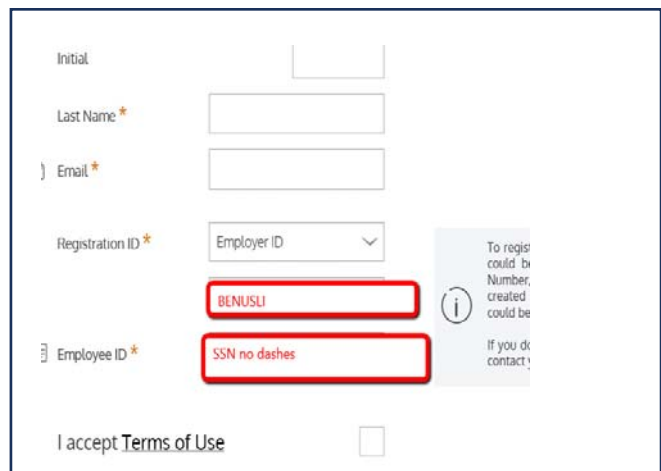 Initial
Last Name *
Email *
Registration ID *
Employer ID
BENUSLI
Employee ID *
SSN no dashes
To regist
could be
Number,
created
could be
If you do
contact y
I accept Terms of Use